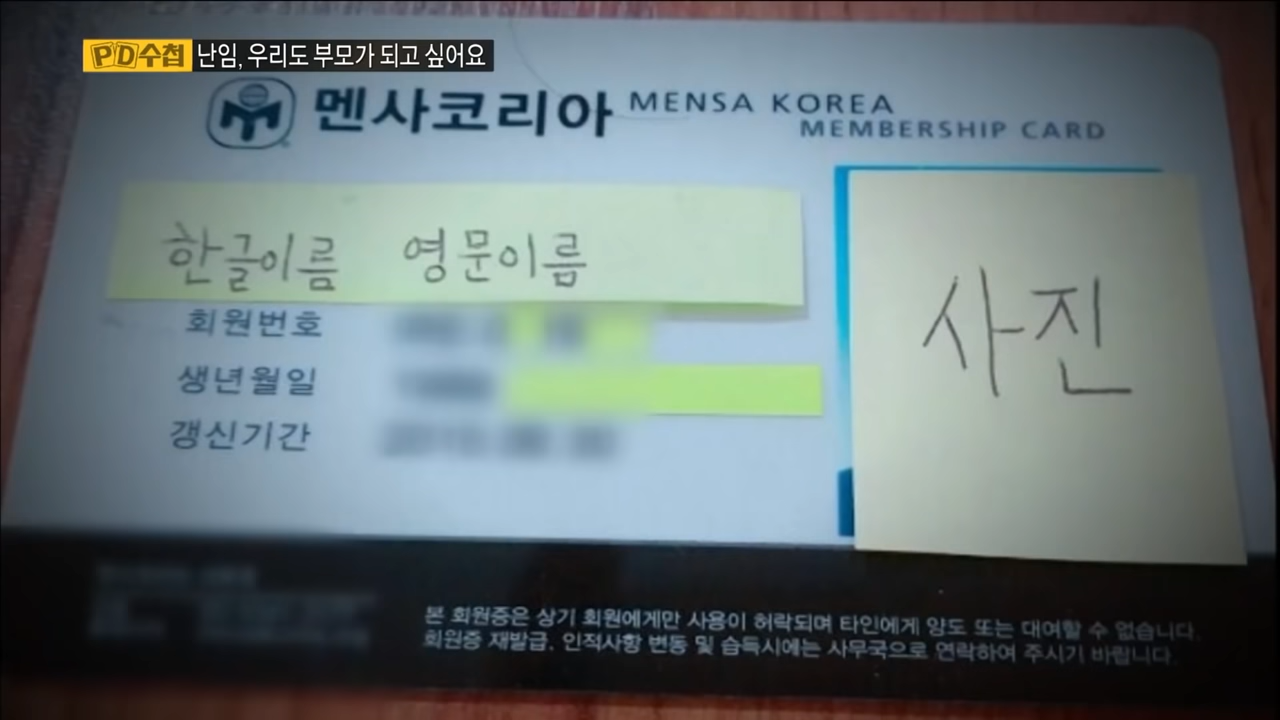 PD수첩 난임, 우리도 부모가 되고 싶어요
멘사코리아 MENSA KOREA
MEMBERSHIP CARD
한글이름 영문이름
사진
회원번호
생년월일
갱신기간
본 회원증은 상기 회원에게만 사용이 허락되며 타인에게 양도 또는 대여할 수 없습니다.
회원증 재발급, 인적사항 변동 및 습득시에는 사무국으로 연락하여 주시기 바랍니다.